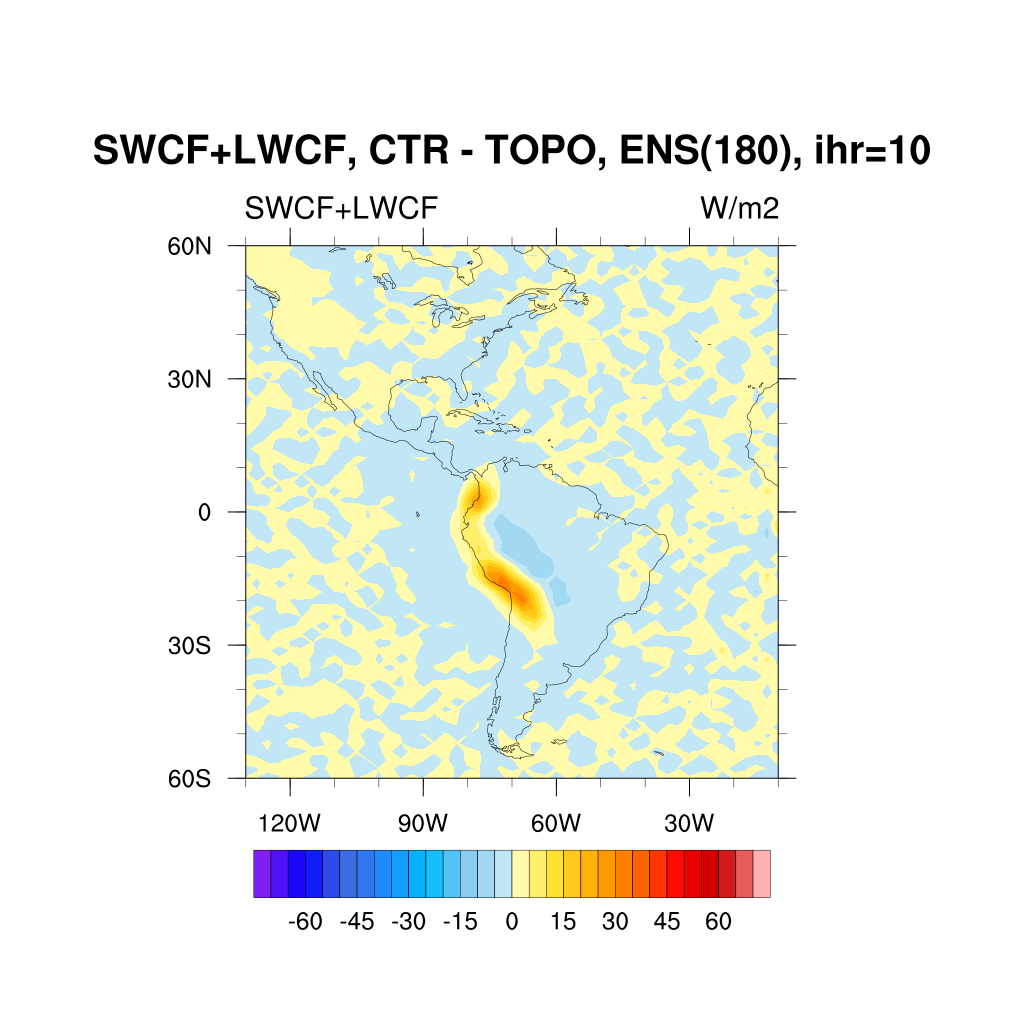 SWCF+LWCF, CTR - TOPO, ENS(180), ihr=10
SWCF+LWCF W/m2
60N
30N
0
30S
60S
120W 90W 60W 30W
-60 -45 -30 -15 0 15 30 45 60